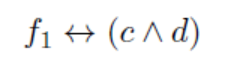 f₁ ↔ (c ∧ d)